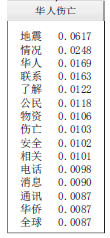 华人伤亡
地震 0.0617
情况 0.0248
华人 0.0169
联系 0.0163
了解 0.0122
公民 0.0118
物资 0.0106
伤亡 0.0103
安全 0.0102
相关 0.0101
电话 0.0098
消息 0.0090
通讯 0.0087
华侨 0.0087
全球 0.0087